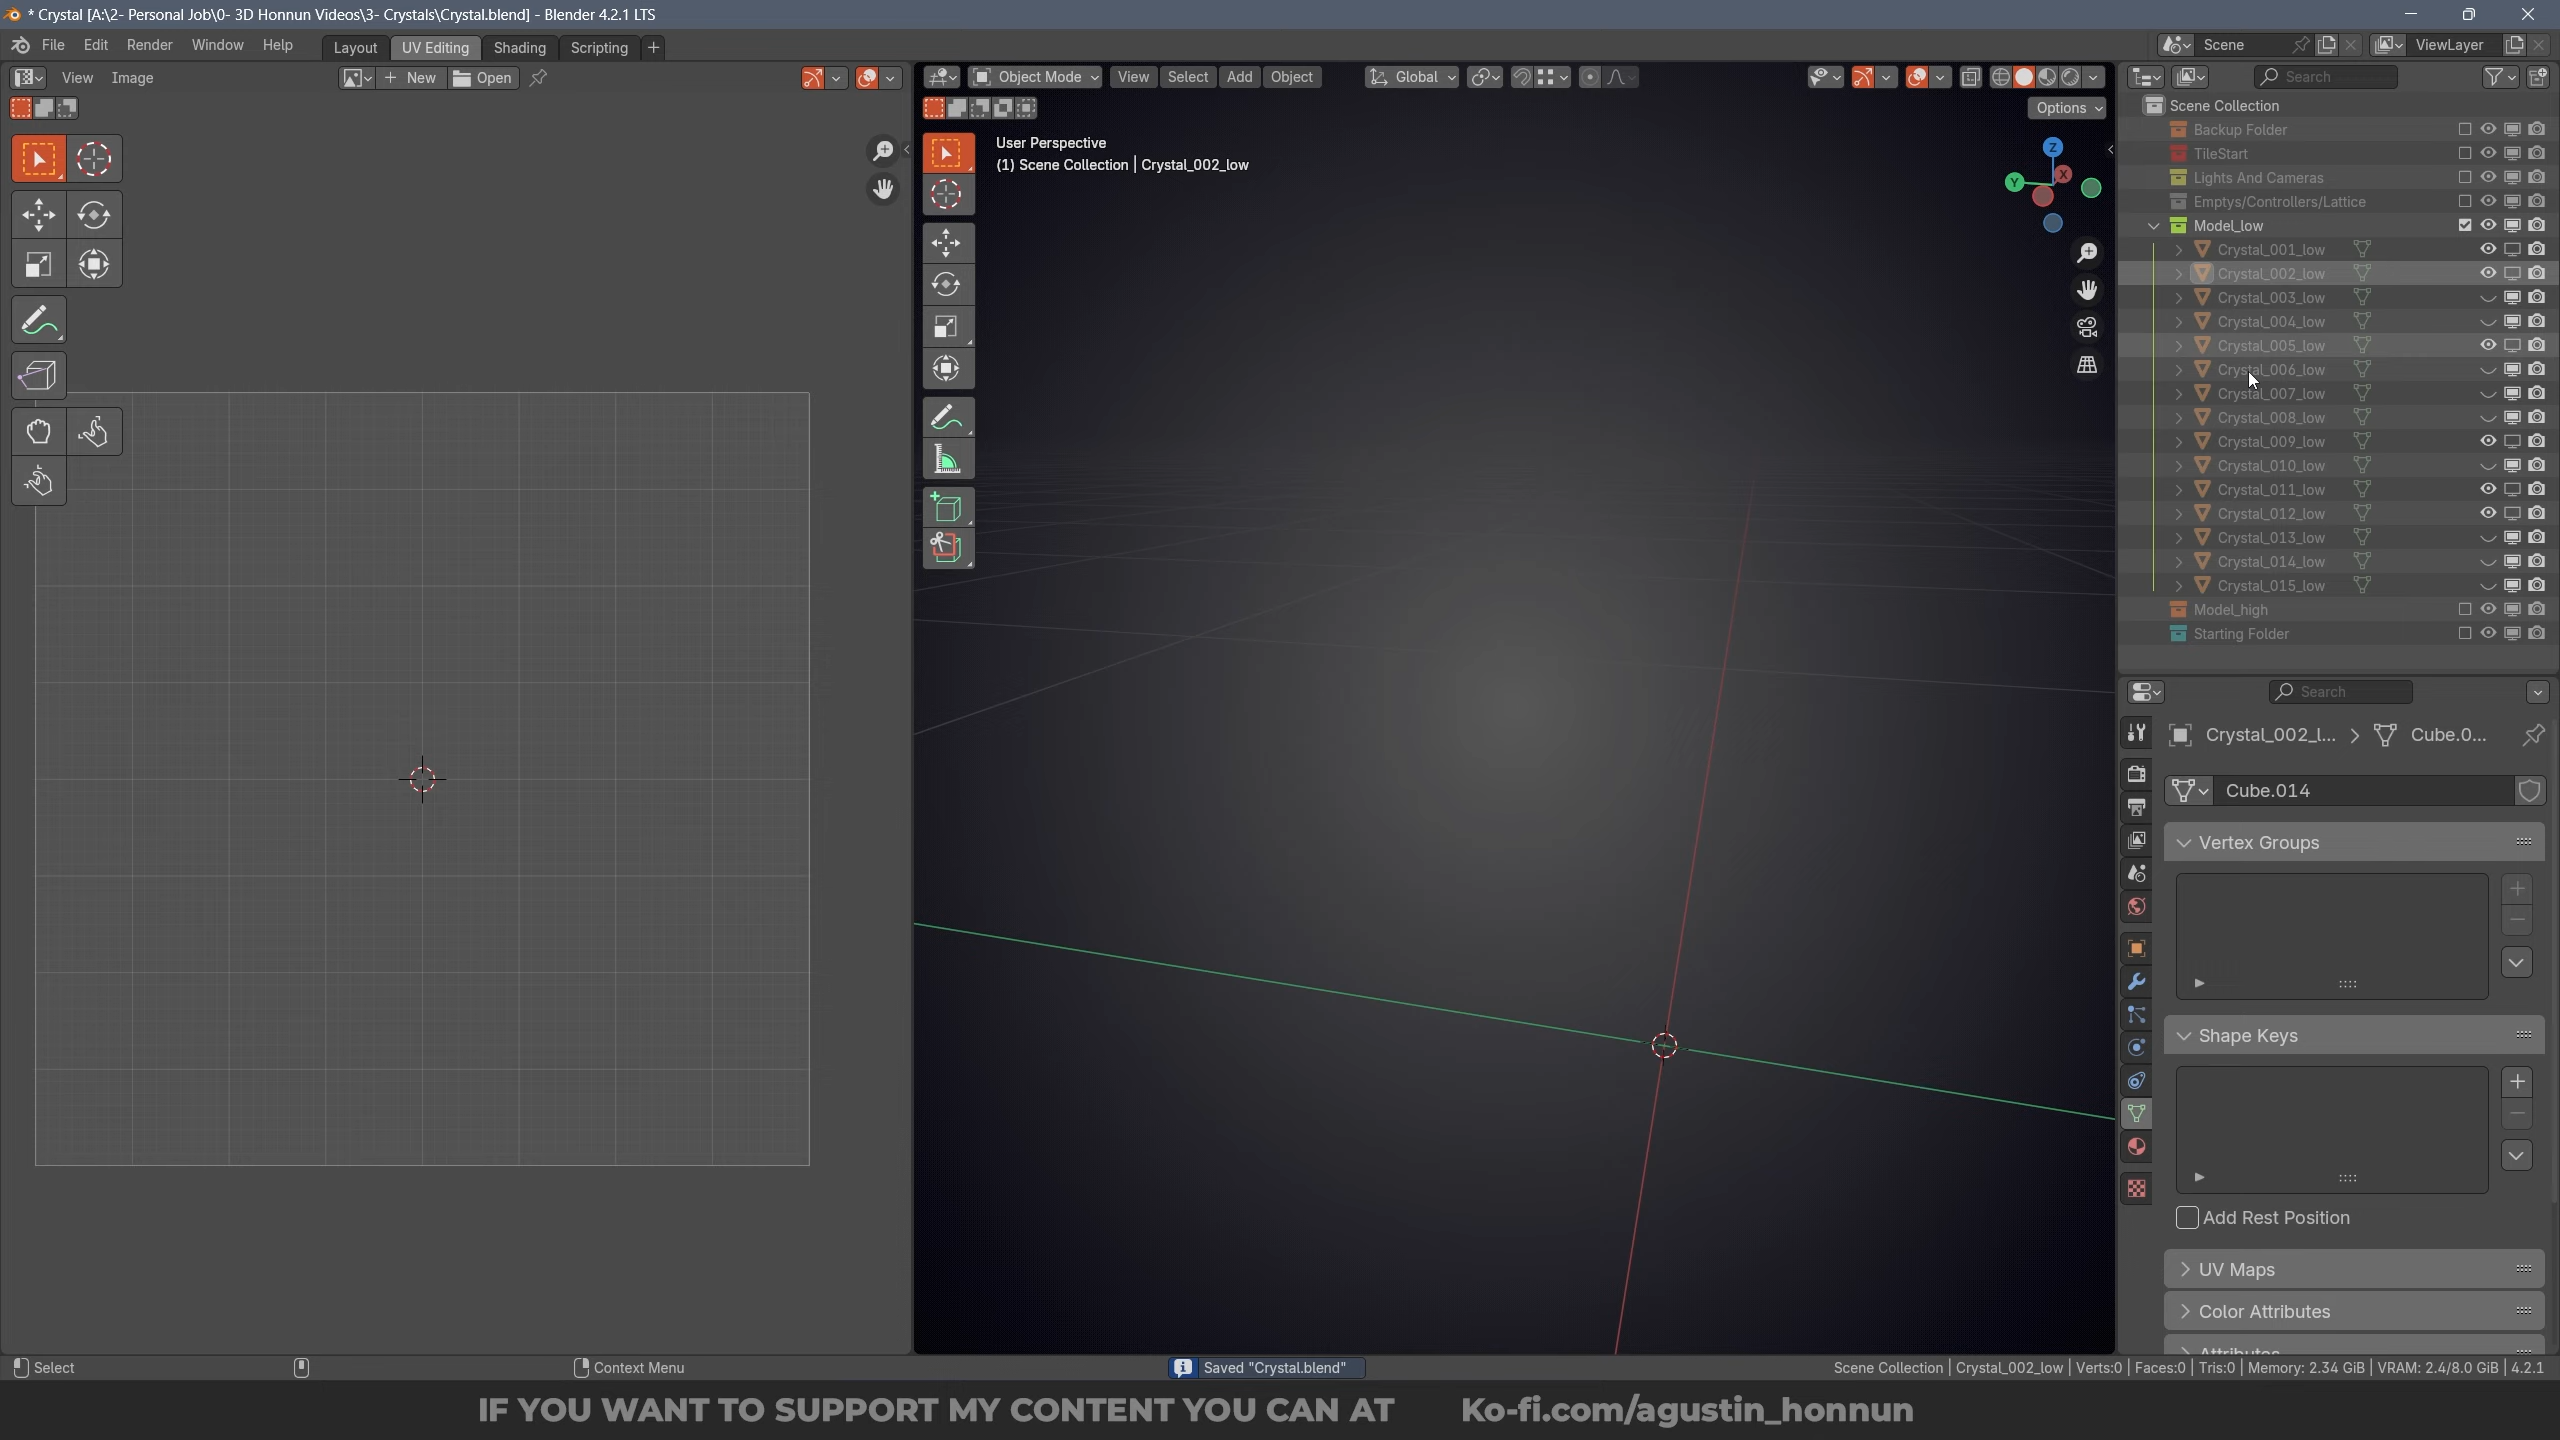 * Crystal [A:\2- Personal Job\0- 3D Honnun Videos\3- Crystals\Crystal.blend] - Blender 4.2.1 LTS
File Edit Render Window Help Layout UV Editing Shading Scripting Scene ViewLayer
View Image New Open
Object Mode View Select Add Object Global Search
Options
User Perspective
(1) Scene Collection | Crystal_002_low
Z
Y
X
Scene Collection
Backup Folder
TileStart
Lights And Cameras
Emptys/Controllers/Lattice
Model_low
Crystal_001_low
Crystal_002_low
Crystal_003_low
Crystal_004_low
Crystal_005_low
Crystal_006_low
Crystal_007_low
Crystal_008_low
Crystal_009_low
Crystal_010_low
Crystal_011_low
Crystal_012_low
Crystal_013_low
Crystal_014_low
Crystal_015_low
Model_high
Starting Folder
Search
Crystal_002_l... Cube.0...
Cube.014
Vertex Groups
Shape Keys
Add Rest Position
UV Maps
Color Attributes
Attributes
Select Context Menu Saved "Crystal.blend" Scene Collection | Crystal_002_low | Verts:0 | Faces:0 | Tris:0 | Memory: 2.34 GiB | VRAM: 2.4/8.0 GiB | 4.2.1
IF YOU WANT TO SUPPORT MY CONTENT YOU CAN AT Ko-fi.com/agustin_honnun